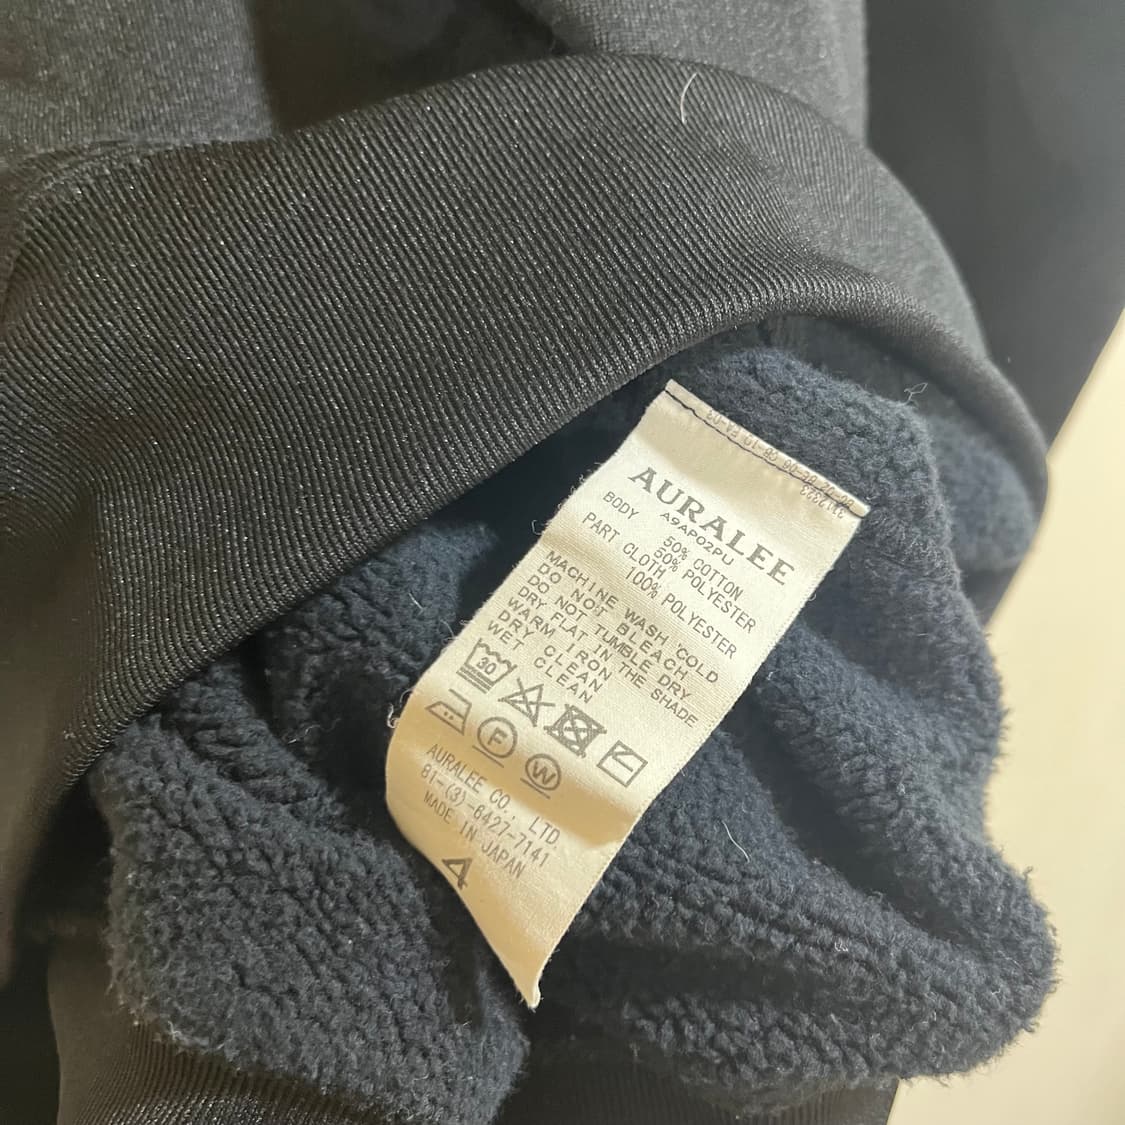 AURALEE
A9AP02PU
BODY 50% COTTON
50% POLYESTER
PART CLOTH
100% POLYESTER
MACHINE WASH COLD
DO NOT BLEACH
DO NOT TUMBLE DRY
DRY FLAT IN THE SHADE
WARM IRON
DRY CLEAN
WET CLEAN
30
F
W
AURALEE CO., LTD.
81-(3)-6427-7141
MADE IN JAPAN
4